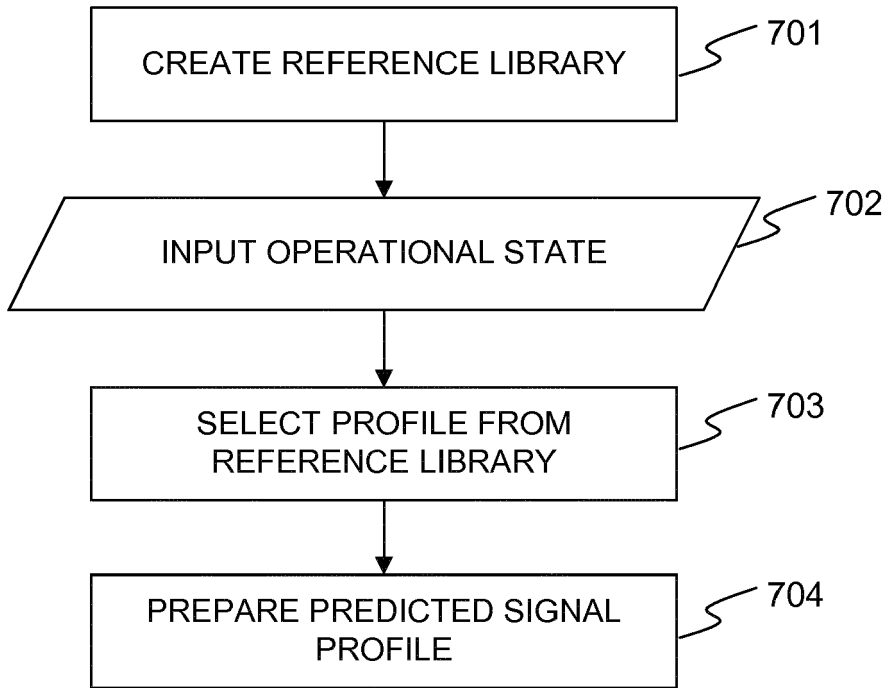 CREATE REFERENCE LIBRARY
701
INPUT OPERATIONAL STATE
702
SELECT PROFILE FROM
REFERENCE LIBRARY
703
PREPARE PREDICTED SIGNAL
PROFILE
704